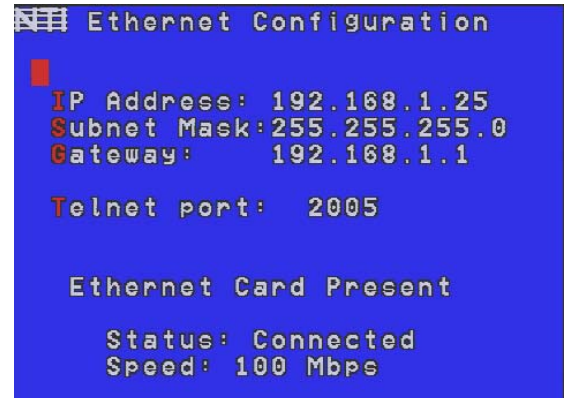 Ethernet Configuration
IP Address: 192.168.1.25
Subnet Mask:255.255.255.0
Gateway: 192.168.1.1
Telnet port: 2005
Ethernet Card Present
Status: Connected
Speed: 100 Mbps